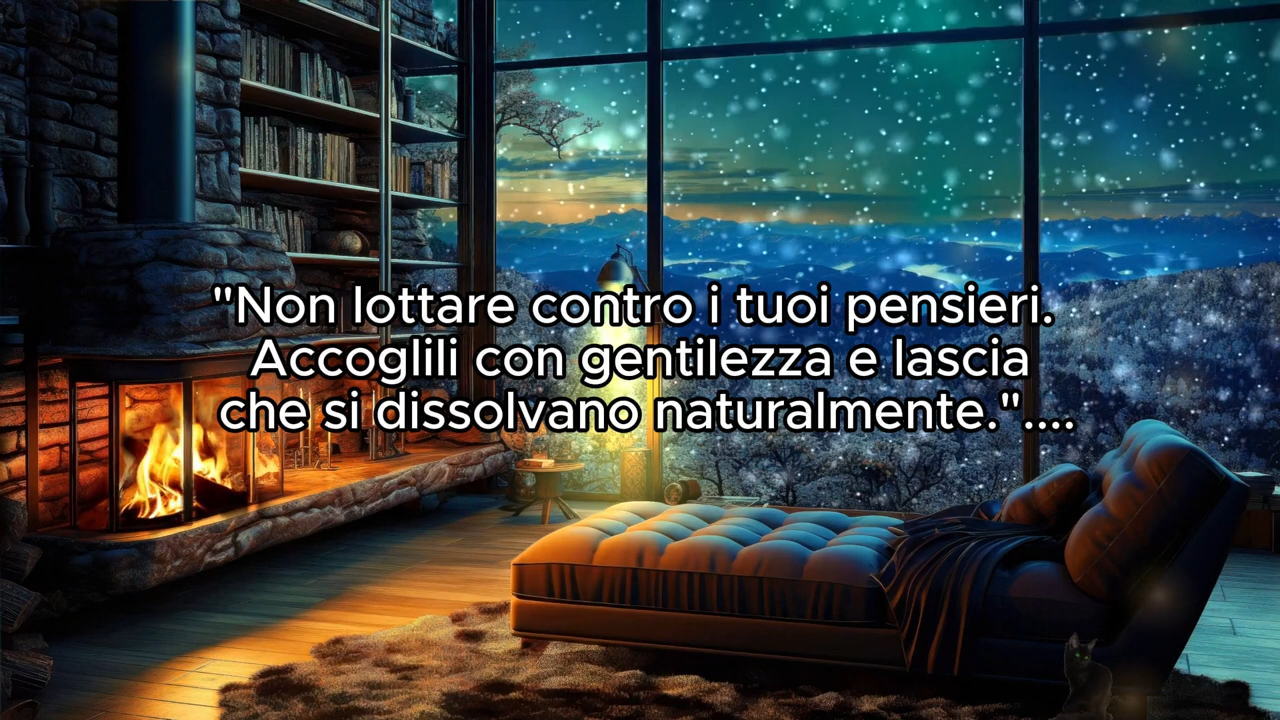 "Non lottare contro i tuoi pensieri.
Accoglili con gentilezza e lascia
che si dissolvano naturalmente."....